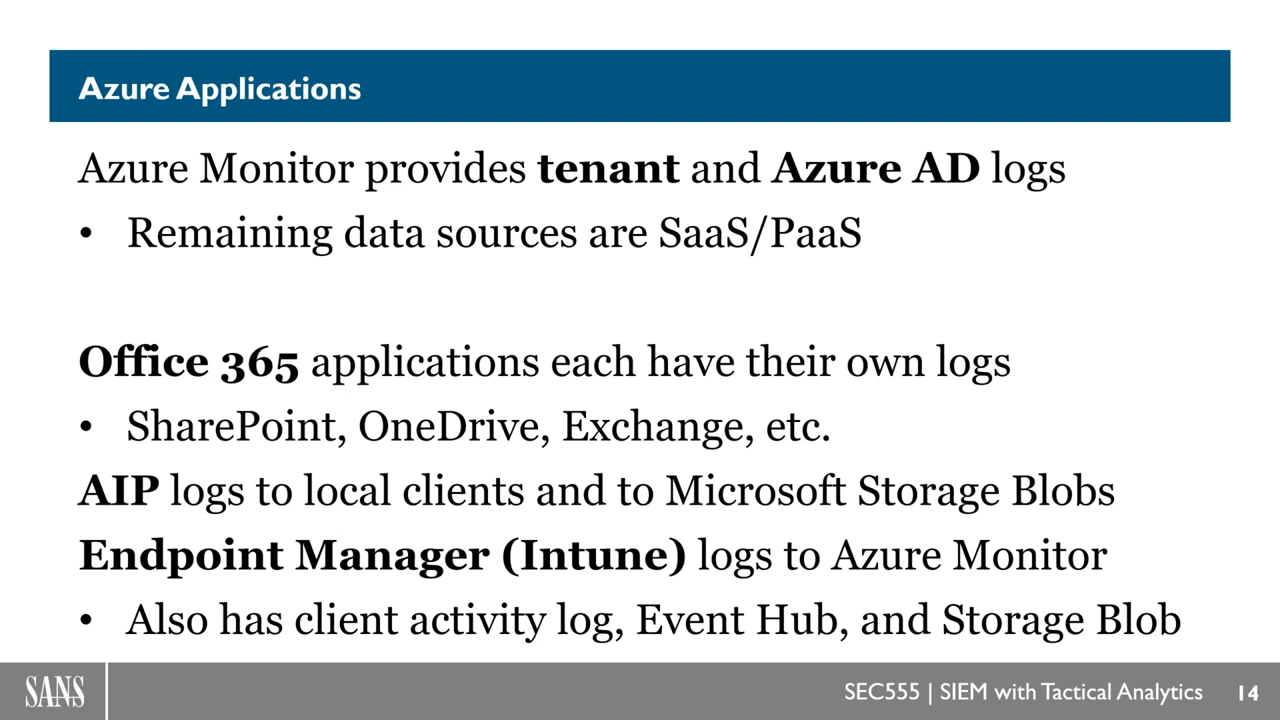 Azure Applications
Azure Monitor provides tenant and Azure AD logs
• Remaining data sources are SaaS/PaaS
Office 365 applications each have their own logs
• SharePoint, OneDrive, Exchange, etc.
AIP logs to local clients and to Microsoft Storage Blobs
Endpoint Manager (Intune) logs to Azure Monitor
• Also has client activity log, Event Hub, and Storage Blob
SANS
SEC555 | SIEM with Tactical Analytics
14